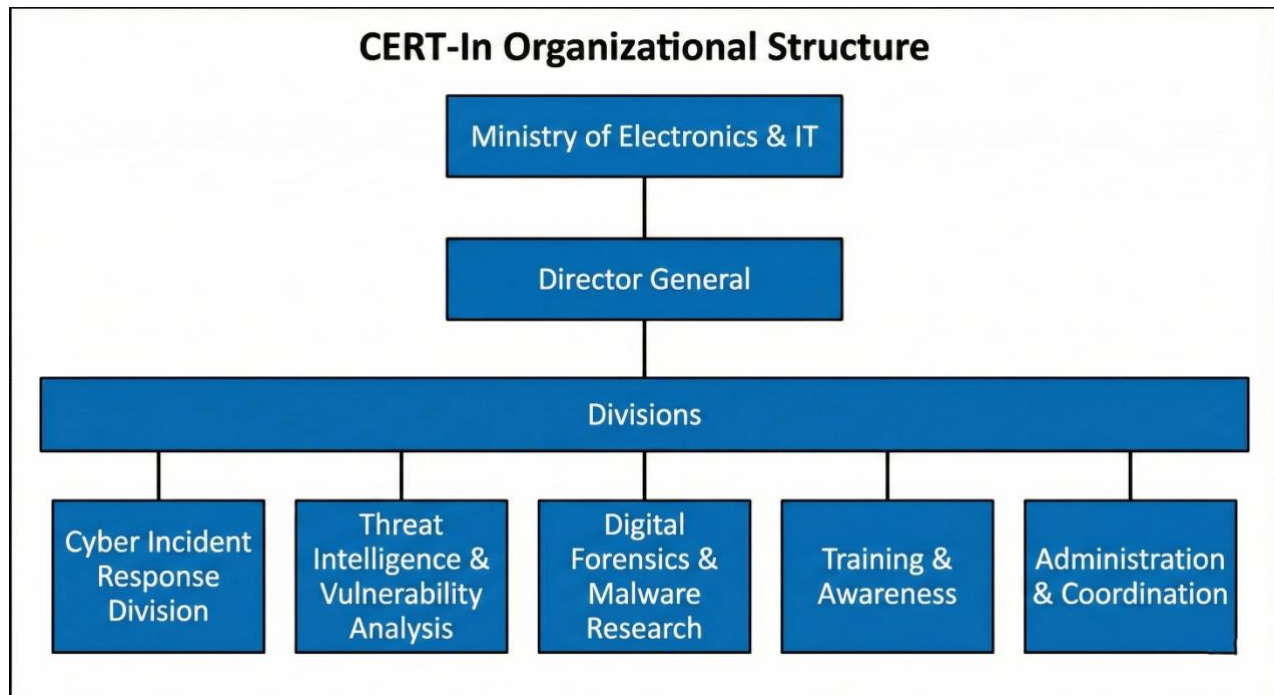 CERT-In Organizational Structure
Ministry of Electronics & IT
Director General
Divisions
Cyber Incident
Response
Division
Threat
Intelligence &
Vulnerability
Analysis
Digital
Forensics &
Malware
Research
Training &
Awareness
Administration
& Coordination